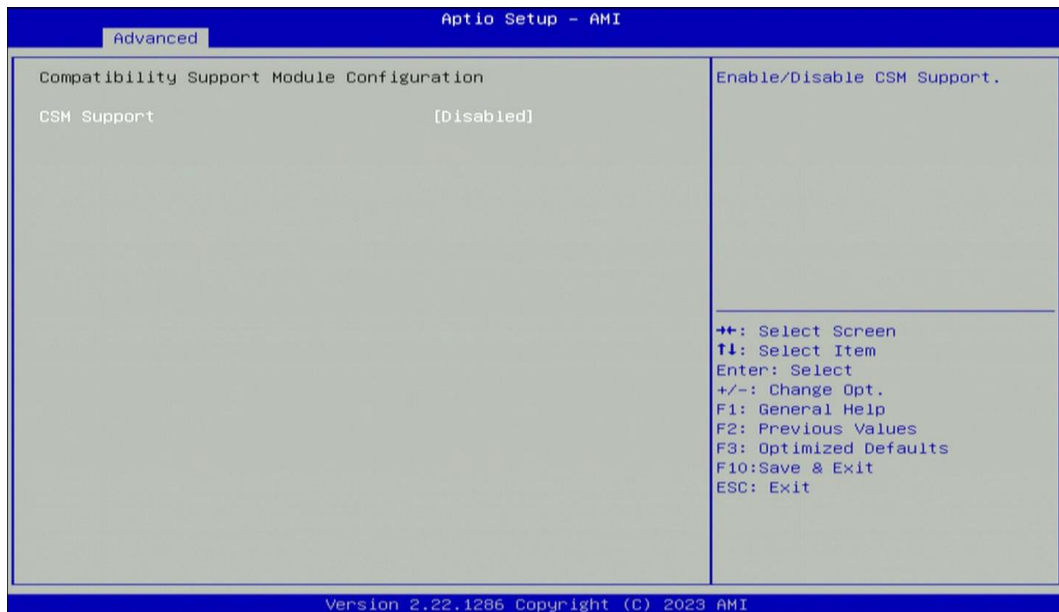 Aptio Setup - AMI
Advanced
Compatibility Support Module Configuration
CSM Support [Disabled]
Enable/Disable CSM Support.
→←: Select Screen
↑↓: Select Item
Enter: Select
+/-: Change Opt.
F1: General Help
F2: Previous Values
F3: Optimized Defaults
F10:Save & Exit
ESC: Exit
Version 2.22.1286 Copyright (C) 2023 AMI